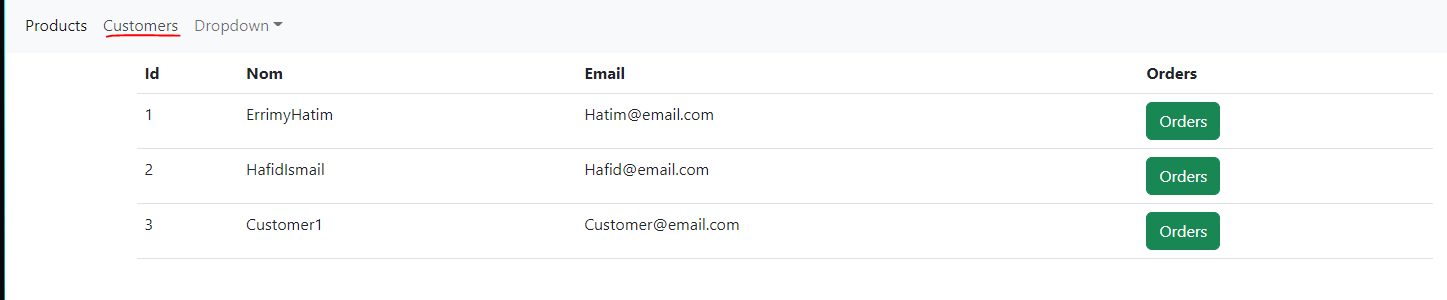 Products Customers Dropdown
Id Nom Email Orders
1 ErrimyHatim Hatim@email.com Orders
2 HafidIsmail Hafid@email.com Orders
3 Customer1 Customer@email.com Orders